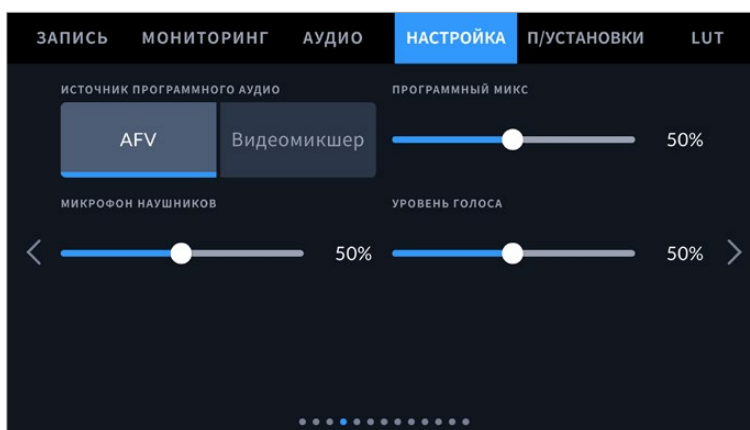 ЗАПИСЬ МОНИТОРИНГ АУДИО НАСТРОЙКА П/УСТАНОВКИ LUT
ИСТОЧНИК ПРОГРАММНОГО АУДИО ПРОГРАММНЫЙ МИКС
AFV Видеомикшер 50%
МИКРОФОН НАУШНИКОВ УРОВЕНЬ ГОЛОСА
50% 50%